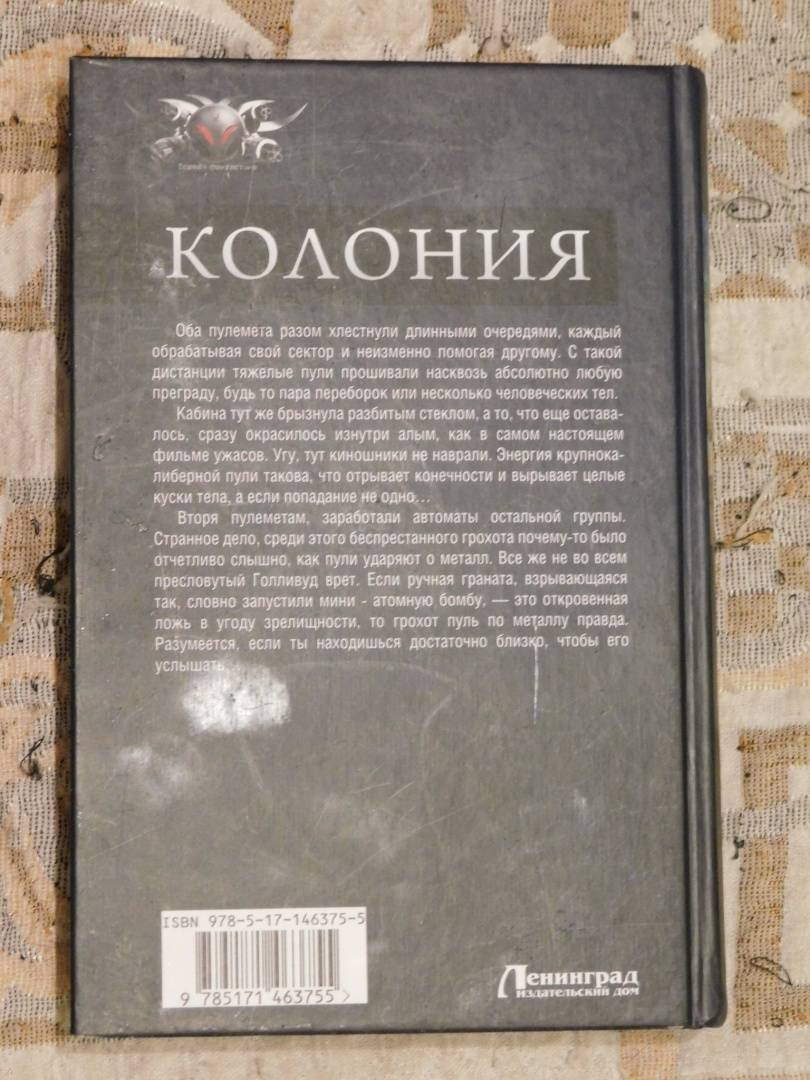 КОЛОНИЯ
Оба пулемета разом хлестнули длинными очередями, каждый
обрабатывая свой сектор и неизменно помогая другому. С такой
дистанции тяжелые пули прошивали насквозь абсолютно любую
преграду, будь то пара переборок или несколько человеческих тел.
Кабина тут же брызнула разбитым стеклом, а то, что еще остава-
лось, сразу окрасилось изнутри алым, как в самом настоящем
фильме ужасов. Угу, тут киношники не наврали. Энергия крупнока-
либерной пули такова, что отрывает конечности и вырывает целые
куски тела, а если попадание не одно...
Вторя пулеметам, заработали автоматы остальной группы.
Странное дело, среди этого беспрестанного грохота почему-то было
отчетливо слышно, как пули ударяют о металл. Все же не во всем
пресловутый Голливуд врет. Если ручная граната, взрывающаяся
так, словно запустили мини - атомную бомбу, — это откровенная
ложь в угоду зрелищности, то грохот пуль по металлу правда.
Разумеется, если ты находишься достаточно близко, чтобы его
услышать
ISBN 978-5-17-146375-5
9 785171 463755 >
Ленинград
издательский дом